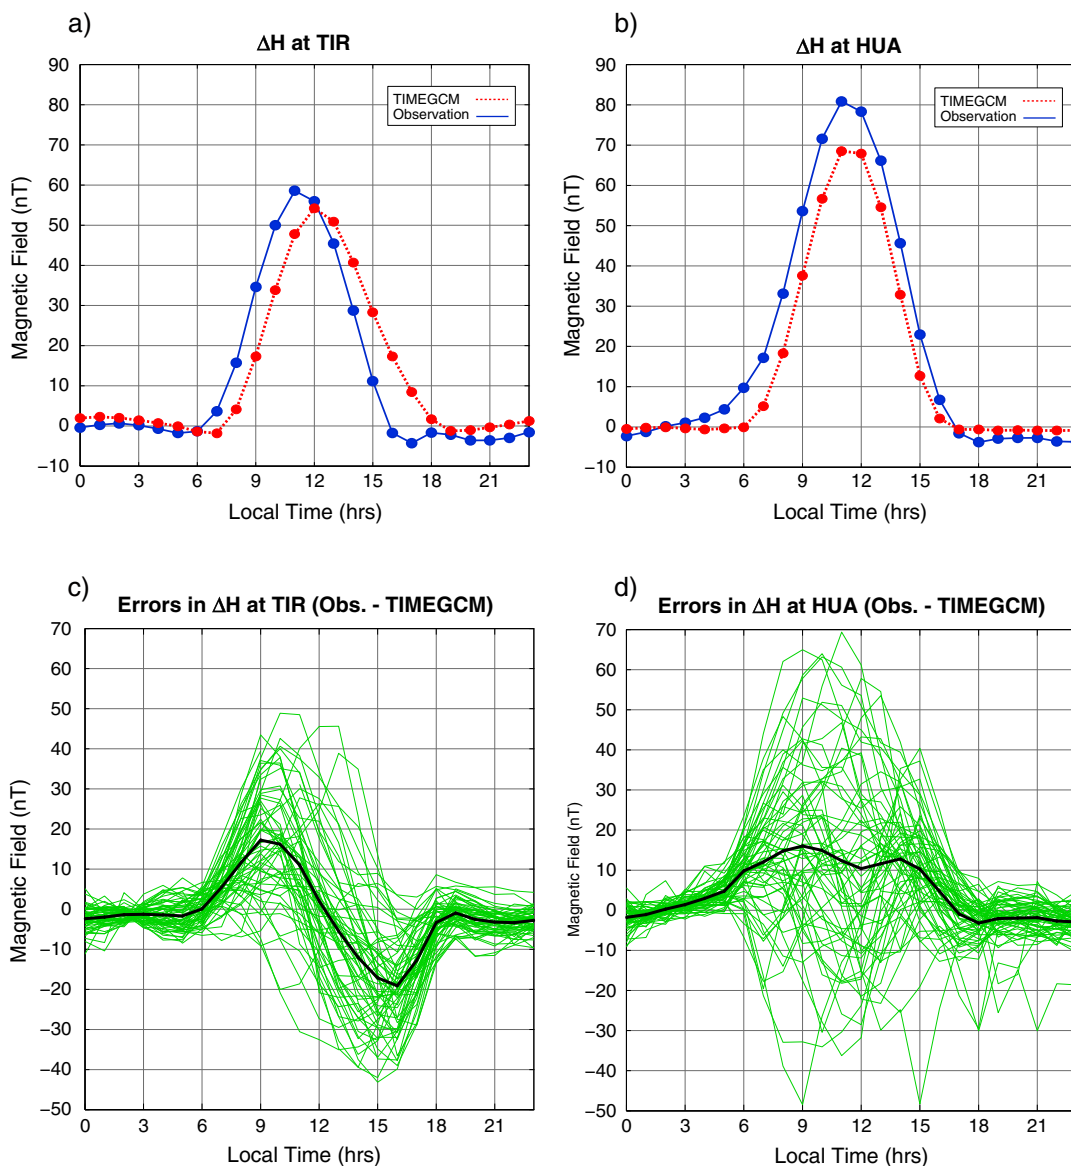 a)
ΔH at TIR
90
80
70
60
50
40
30
20
10
0
−10
0 3 6 9 12 15 18 21
Magnetic Field (nT)
Local Time (hrs)
TIMEGCM
Observation
b)
ΔH at HUA
90
80
70
60
50
40
30
20
10
0
−10
0 3 6 9 12 15 18 21
Magnetic Field (nT)
Local Time (hrs)
TIMEGCM
Observation
c)
Errors in ΔH at TIR (Obs. - TIMEGCM)
70
60
50
40
30
20
10
0
−10
−20
−30
−40
−50
0 3 6 9 12 15 18 21
Magnetic Field (nT)
Local Time (hrs)
d)
Errors in ΔH at HUA (Obs. - TIMEGCM)
70
60
50
40
30
20
10
0
−10
−20
−30
−40
−50
0 3 6 9 12 15 18 21
Magnetic Field (nT)
Local Time (hrs)